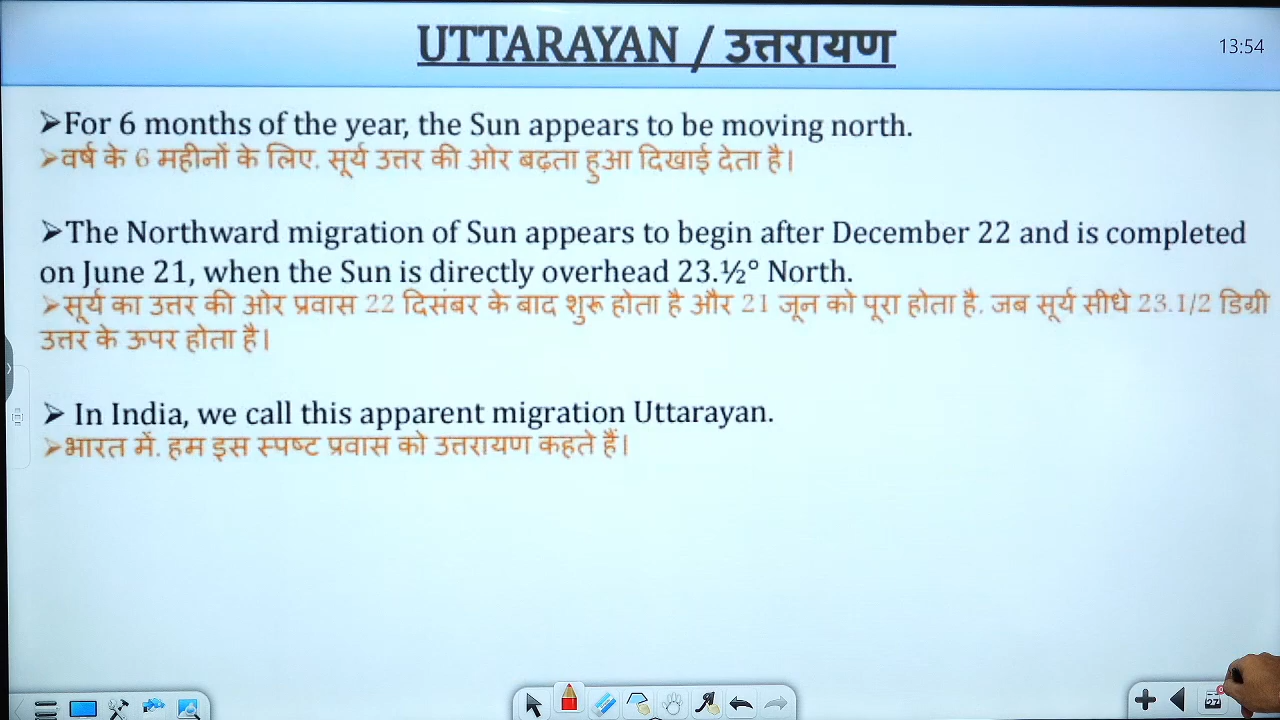 UTTARAYAN / उत्तरायण
13:54
➤For 6 months of the year, the Sun appears to be moving north.
➤वर्ष के 6 महीनों के लिए. सूर्य उत्तर की ओर बढ़ता हुआ दिखाई देता है।
➤The Northward migration of Sun appears to begin after December 22 and is completed
on June 21, when the Sun is directly overhead 23.½° North.
➤सूर्य का उत्तर की ओर प्रवास 22 दिसंबर के बाद शुरू होता है और 21 जून को पूरा होता है. जब सूर्य सीधे 23.1/2 डिग्री
उत्तर के ऊपर होता है।
➤ In India, we call this apparent migration Uttarayan.
➤भारत में. हम इस स्पष्ट प्रवास को उत्तरायण कहते हैं।
27